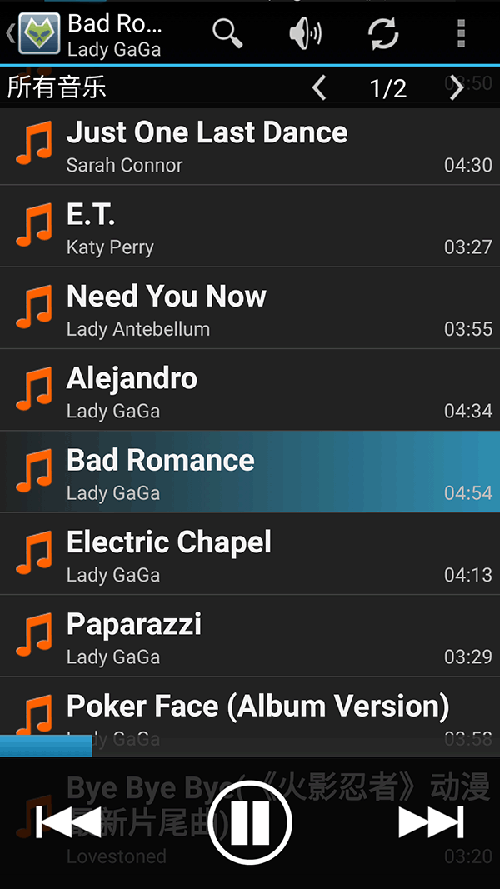 Bad Ro...
Lady GaGa
所有音乐
1/2
03:50
Just One Last Dance
Sarah Connor
04:30
E.T.
Katy Perry
03:27
Need You Now
Lady Antebellum
03:55
Alejandro
Lady GaGa
04:34
Bad Romance
Lady GaGa
04:54
Electric Chapel
Lady GaGa
04:13
Paparazzi
Lady GaGa
03:29
Poker Face (Album Version)
Lady GaGa
03:58
Bye Bye Bye(《火影忍者》动漫
最新片尾曲)
Lovestoned
03:20